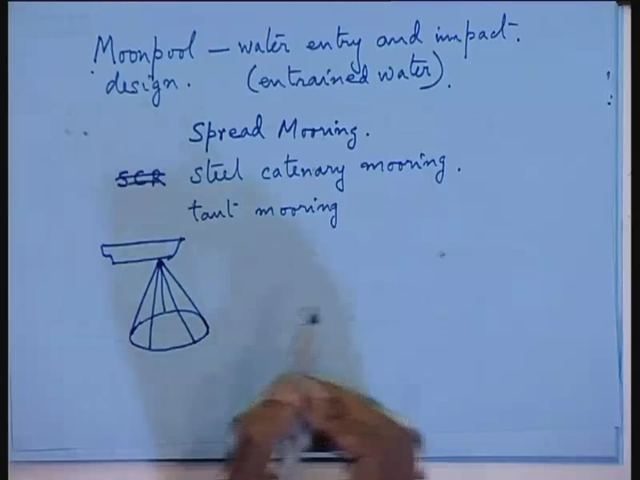 Moonpool – water entry and impact.
design. (entrained water).
Spread Mooring.
SCR steel catenary mooring.
taut mooring